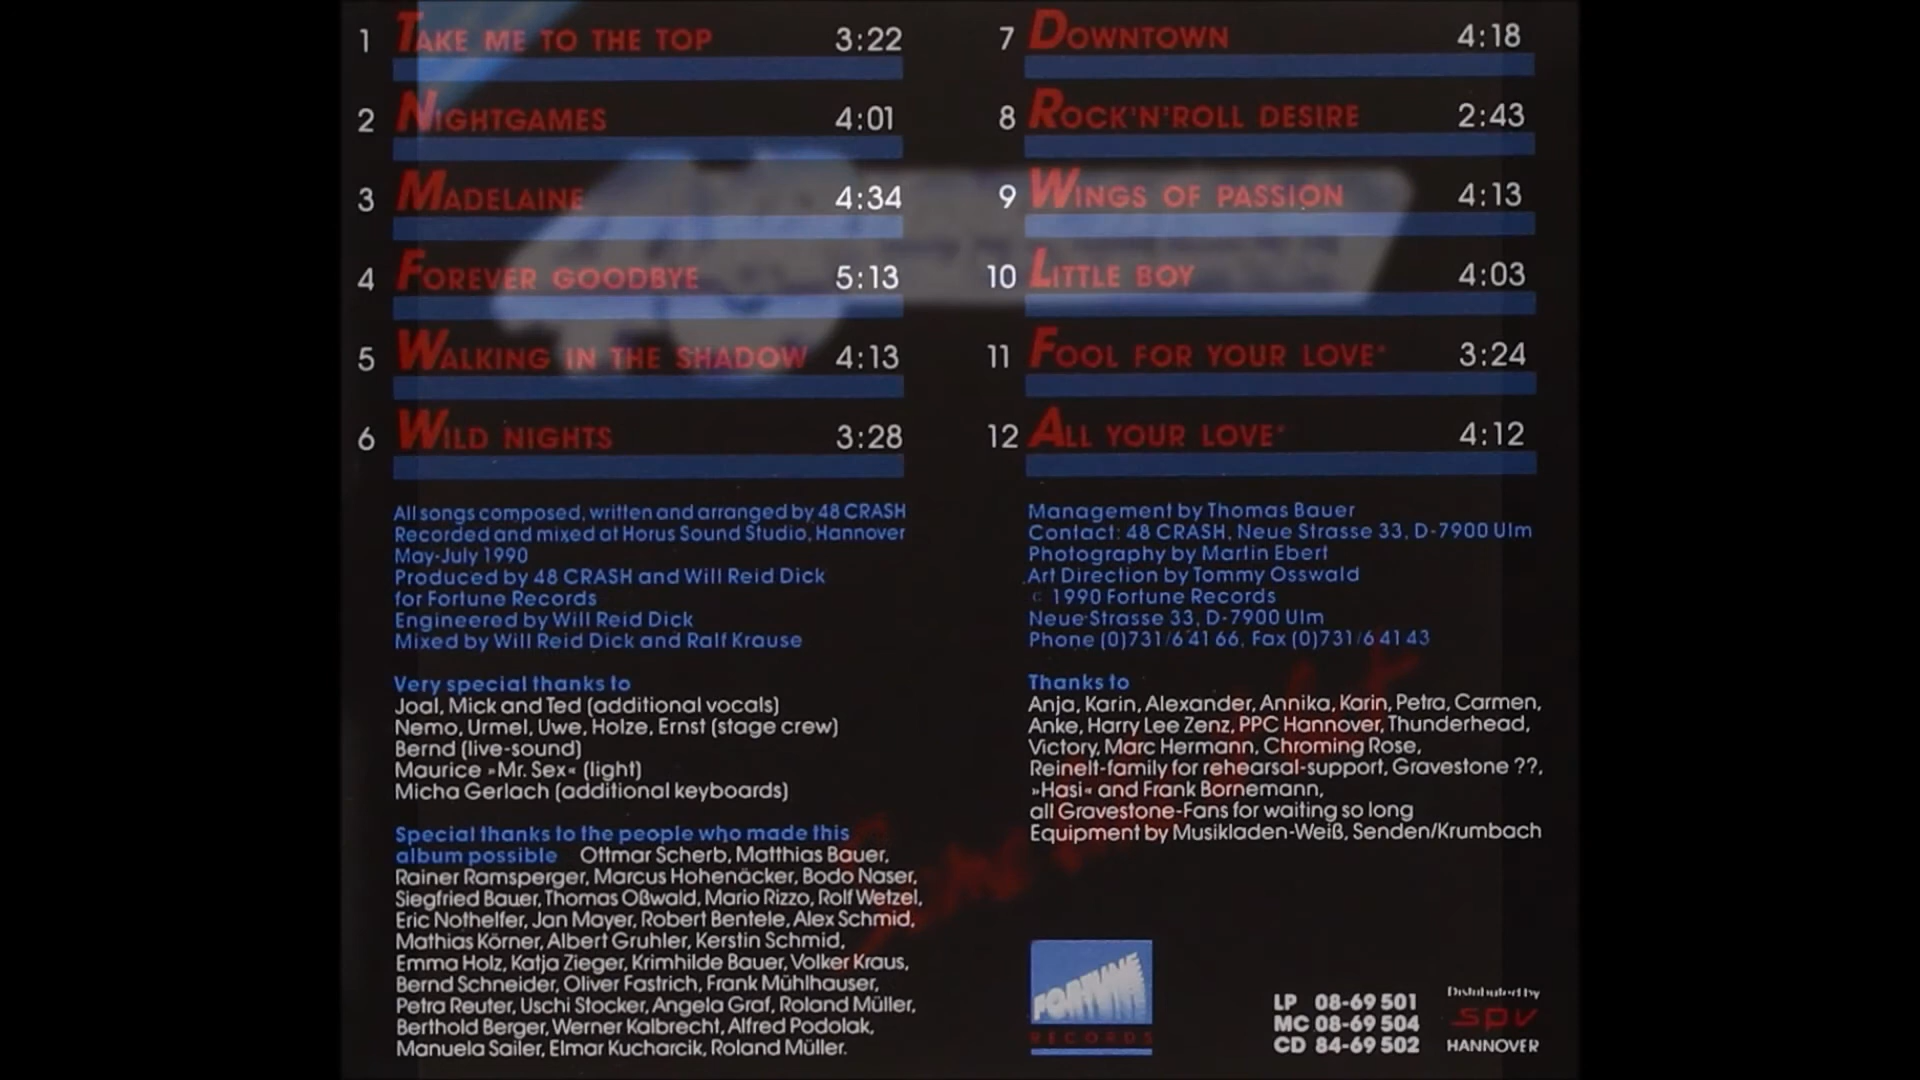 1 TAKE ME TO THE TOP 3:22
2 NIGHTGAMES 4:01
3 MADELAINE 4:34
4 FOREVER GOODBYE 5:13
5 WALKING IN THE SHADOW 4:13
6 WILD NIGHTS 3:28
7 DOWNTOWN 4:18
8 ROCK'N'ROLL DESIRE 2:43
9 WINGS OF PASSION 4:13
10 LITTLE BOY 4:03
11 FOOL FOR YOUR LOVE* 3:24
12 ALL YOUR LOVE* 4:12
All songs composed, written and arranged by 48 CRASH
Recorded and mixed at Horus Sound Studio, Hannover
May-July 1990
Produced by 48 CRASH and Will Reid Dick
for Fortune Records
Engineered by Will Reid Dick
Mixed by Will Reid Dick and Ralf Krause
Very special thanks to
Joal, Mick and Ted (additional vocals)
Nemo, Urmel, Uwe, Holze, Ernst (stage crew)
Bernd (live-sound)
Maurice »Mr. Sex« (light)
Micha Gerlach (additional keyboards)
Special thanks to the people who made this
album possible Ottmar Scherb, Matthias Bauer,
Rainer Ramsperger, Marcus Hohenäcker, Bodo Naser,
Siegfried Bauer, Thomas Oßwald, Mario Rizzo, Rolf Wetzel,
Eric Nothelfer, Jan Mayer, Robert Bentele, Alex Schmid,
Mathias Körner, Albert Gruhler, Kerstin Schmid,
Emma Holz, Katja Zieger, Krimhilde Bauer, Volker Kraus,
Bernd Schneider, Oliver Fastrich, Frank Mühlhauser,
Petra Reuter, Uschi Stocker, Angela Graf, Roland Müller,
Berthold Berger, Werner Kalbrecht, Alfred Podolak,
Manuela Sailer, Elmar Kucharcik, Roland Müller.
Management by Thomas Bauer
Contact: 48 CRASH, Neue Strasse 33, D-7900 Ulm
Photography by Martin Ebert
Art Direction by Tommy Osswald
© 1990 Fortune Records
Neue Strasse 33, D-7900 Ulm
Phone (0)731/6 41 66, Fax (0)731/6 41 43
Thanks to
Anja, Karin, Alexander, Annika, Karin, Petra, Carmen,
Anke, Harry Lee Zenz, PPC Hannover, Thunderhead,
Victory, Marc Hermann, Chroming Rose,
Reinelt-family for rehearsal-support, Gravestone ??,
»Hasi« and Frank Bornemann,
all Gravestone-Fans for waiting so long
Equipment by Musikladen-Weiß, Senden/Krumbach
FORTUNE
RECORDS
LP 08-69 501
MC 08-69 504
CD 84-69 502
Distributed by
SPV
HANNOVER